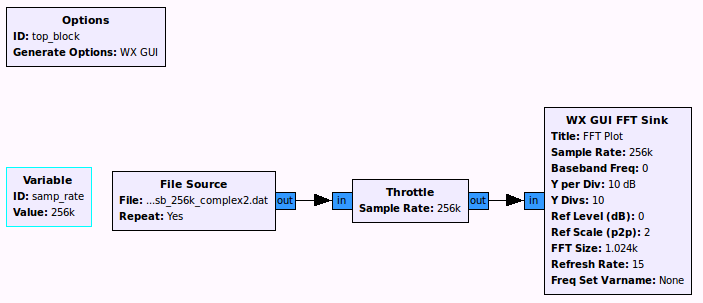 Options
ID: top_block
Generate Options: WX GUI
Variable
ID: samp_rate
Value: 256k
File Source
File: ...sb_256k_complex2.dat
Repeat: Yes
out
in
Throttle
Sample Rate: 256k
out
in
WX GUI FFT Sink
Title: FFT Plot
Sample Rate: 256k
Baseband Freq: 0
Y per Div: 10 dB
Y Divs: 10
Ref Level (dB): 0
Ref Scale (p2p): 2
FFT Size: 1.024k
Refresh Rate: 15
Freq Set Varname: None